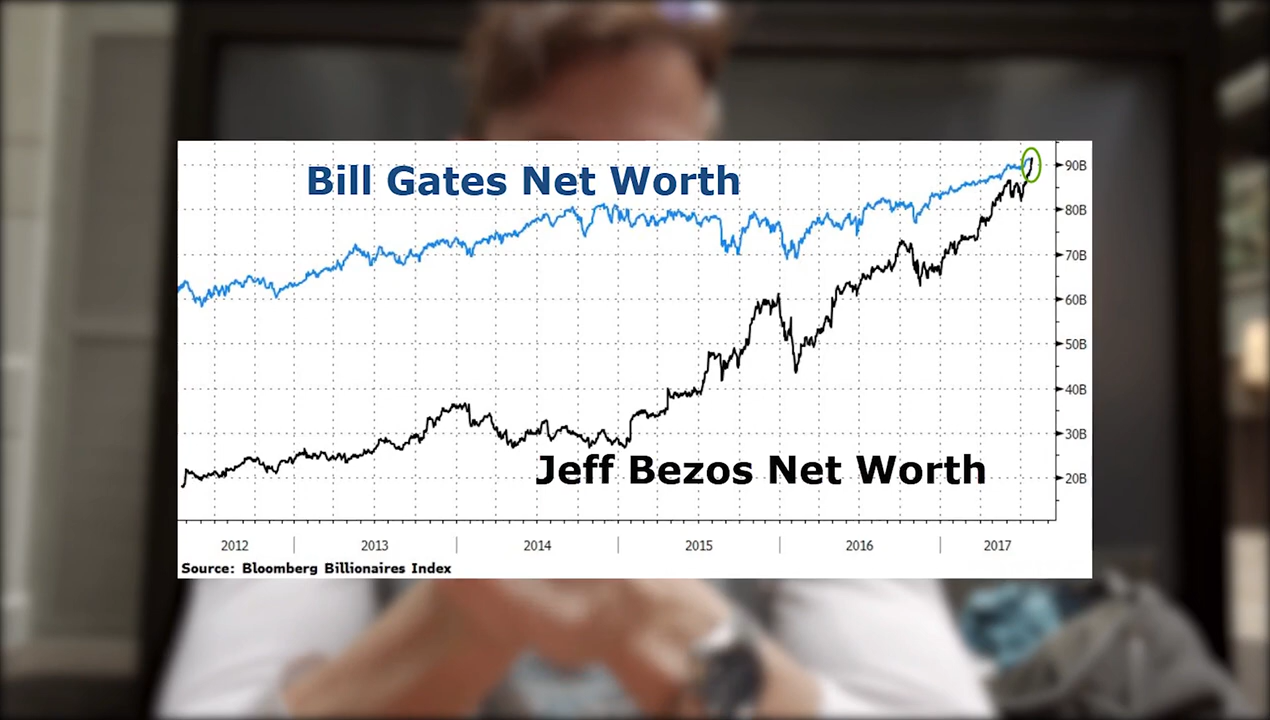 Bill Gates Net Worth
90B
80B
70B
60B
50B
40B
30B
20B
Jeff Bezos Net Worth
2012 2013 2014 2015 2016 2017
Source: Bloomberg Billionaires Index